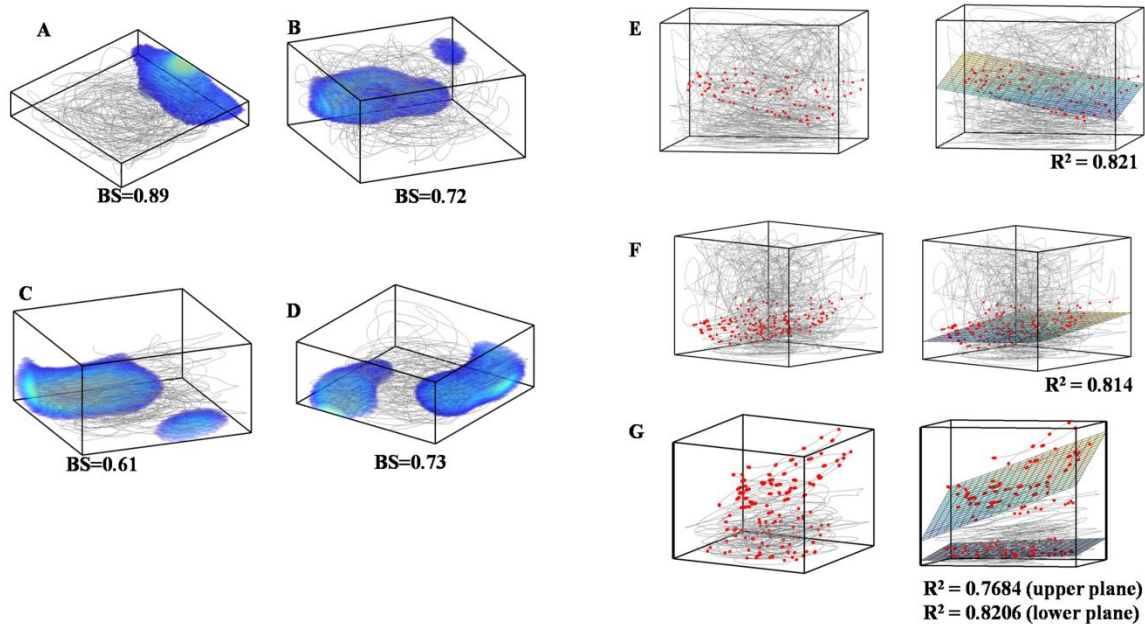 A
BS=0.89
B
BS=0.72
C
BS=0.61
D
BS=0.73
E
R² = 0.821
F
R² = 0.814
G
R² = 0.7684 (upper plane)
R² = 0.8206 (lower plane)